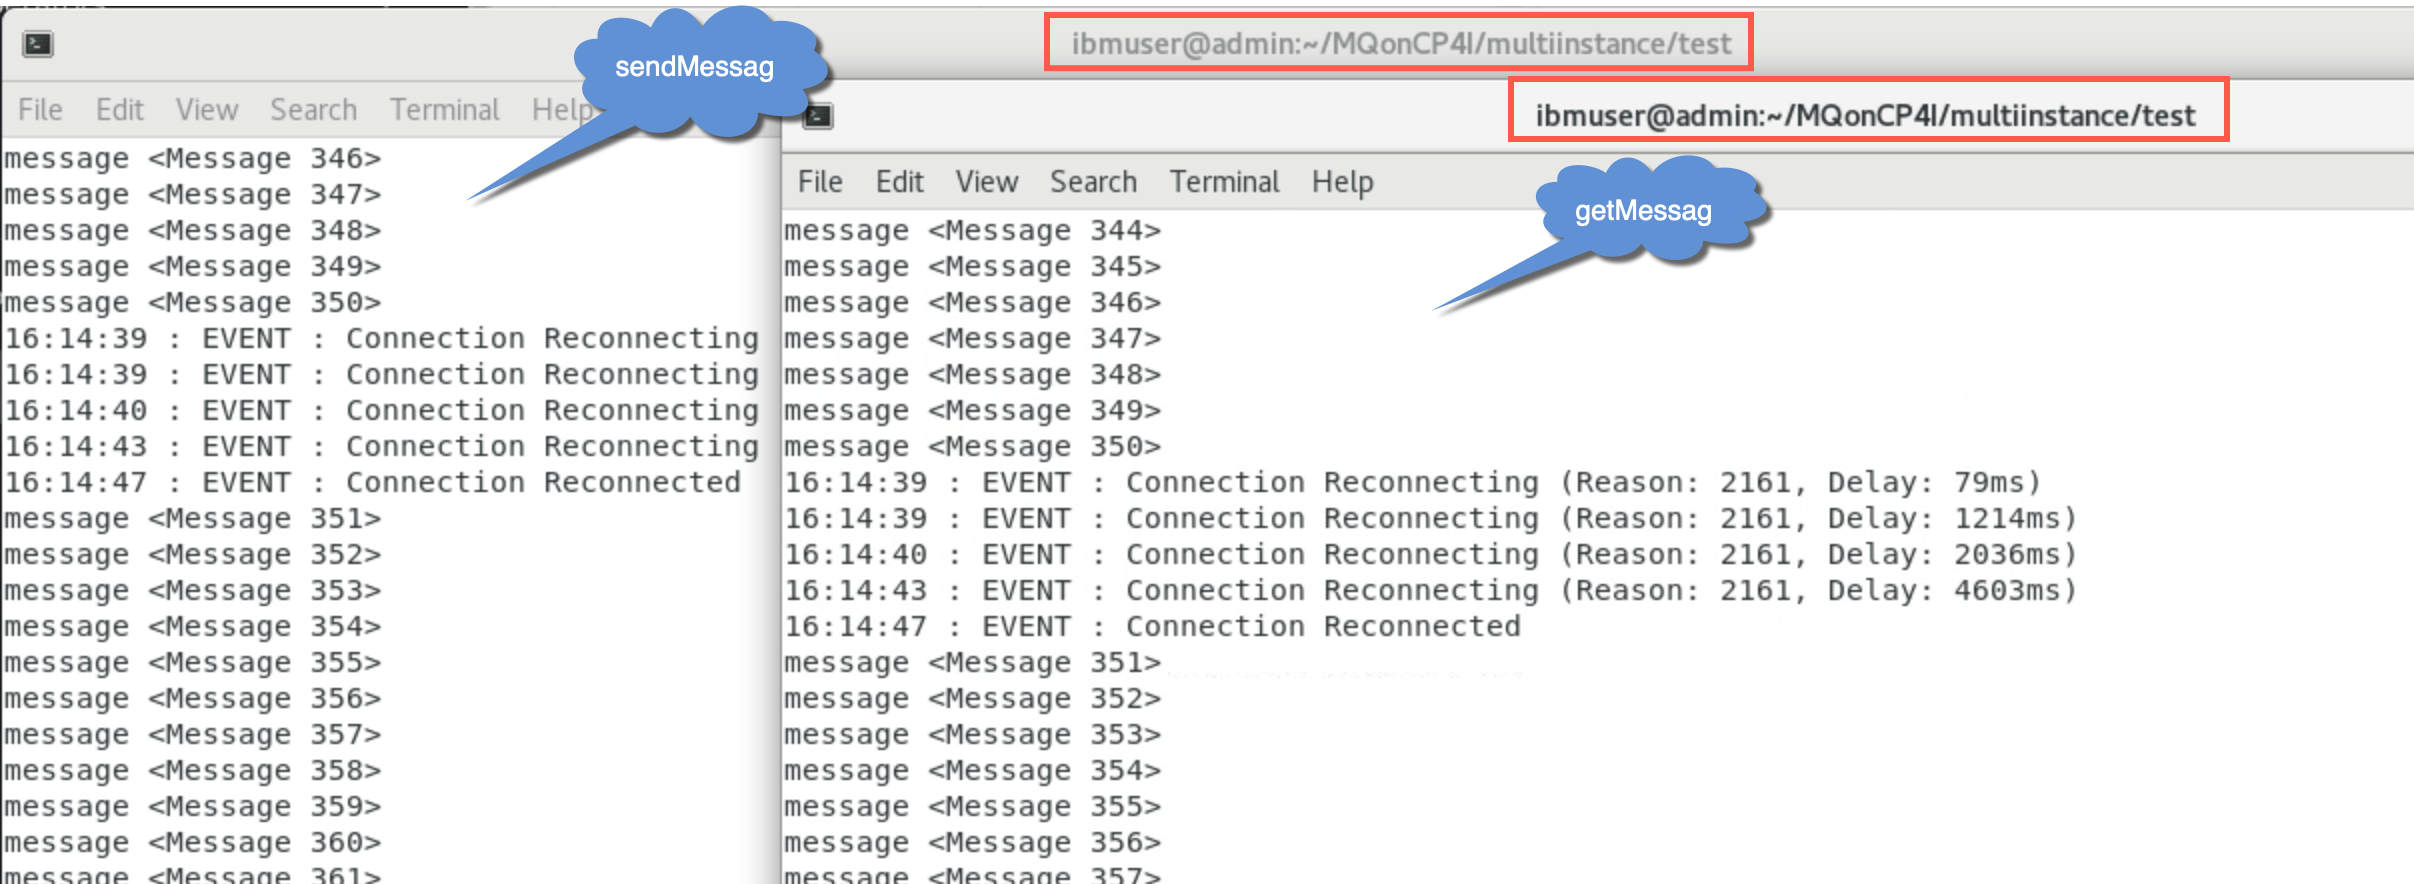 ibmuser@admin:~/MQonCP4I/multiinstance/test
File Edit View Search Terminal Help
sendMessag
message <Message 346>
message <Message 347>
message <Message 348>
message <Message 349>
message <Message 350>
16:14:39 : EVENT : Connection Reconnecting
16:14:39 : EVENT : Connection Reconnecting
16:14:40 : EVENT : Connection Reconnecting
16:14:43 : EVENT : Connection Reconnecting
16:14:47 : EVENT : Connection Reconnected
message <Message 351>
message <Message 352>
message <Message 353>
message <Message 354>
message <Message 355>
message <Message 356>
message <Message 357>
message <Message 358>
message <Message 359>
message <Message 360>
message <Message 361>
ibmuser@admin:~/MQonCP4I/multiinstance/test
File Edit View Search Terminal Help
getMessag
message <Message 344>
message <Message 345>
message <Message 346>
message <Message 347>
message <Message 348>
message <Message 349>
message <Message 350>
16:14:39 : EVENT : Connection Reconnecting (Reason: 2161, Delay: 79ms)
16:14:39 : EVENT : Connection Reconnecting (Reason: 2161, Delay: 1214ms)
16:14:40 : EVENT : Connection Reconnecting (Reason: 2161, Delay: 2036ms)
16:14:43 : EVENT : Connection Reconnecting (Reason: 2161, Delay: 4603ms)
16:14:47 : EVENT : Connection Reconnected
message <Message 351>
message <Message 352>
message <Message 353>
message <Message 354>
message <Message 355>
message <Message 356>
message <Message 357>